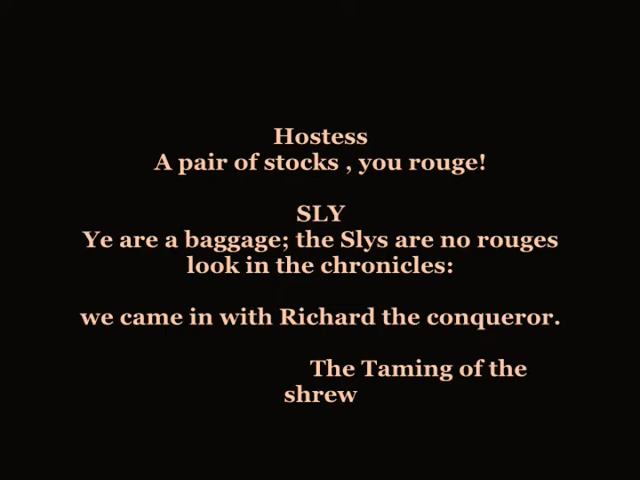 Hostess
A pair of stocks , you rouge!
SLY
Ye are a baggage; the Slys are no rouges
look in the chronicles:
we came in with Richard the conqueror.
The Taming of the
shrew